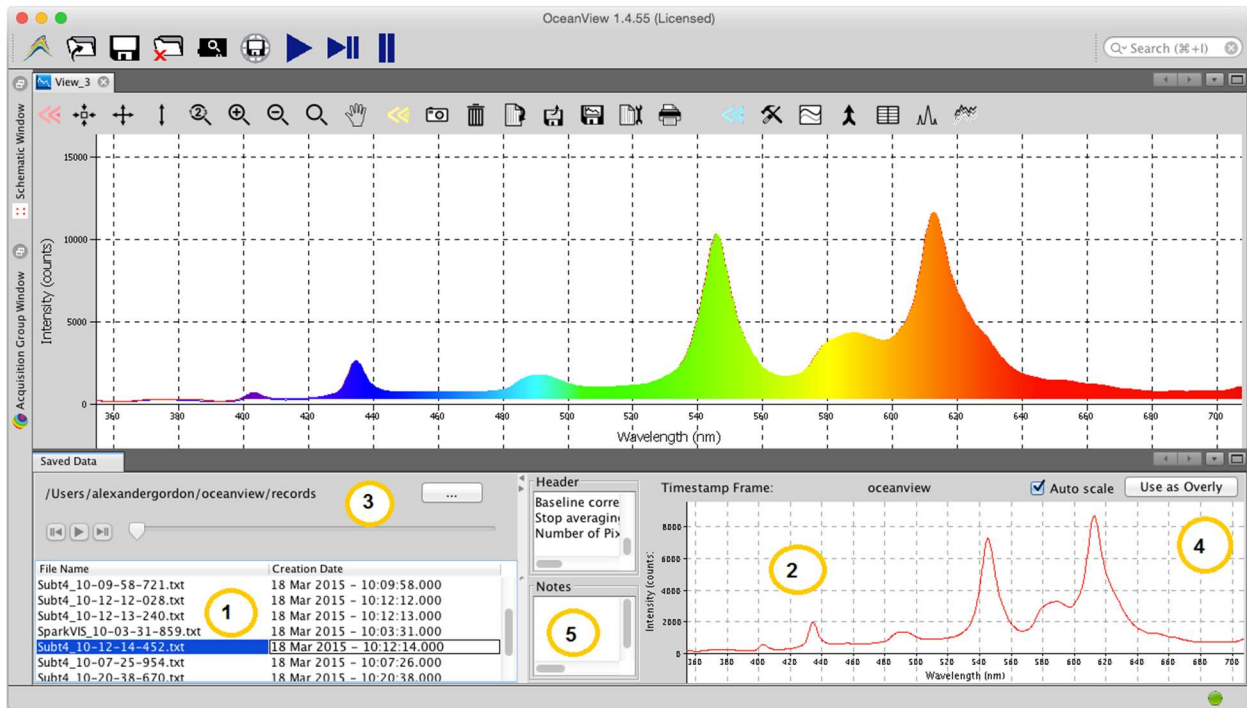 OceanView 1.4.55 (Licensed)
Search (⌘+I)
View_3
Schematic Window
Acquisition Group Window
15000
10000
5000
0
Intensity (counts)
360 380 400 420 440 460 480 500 520 540 560 580 600 620 640 660 680 700
Wavelength (nm)
Saved Data
/Users/alexandergordon/oceanview/records
3
...
File Name Creation Date
Subt4_10-09-58-721.txt 18 Mar 2015 - 10:09:58.000
Subt4_10-12-12-028.txt 18 Mar 2015 - 10:12:12.000
Subt4_10-12-13-240.txt 18 Mar 2015 - 10:12:13.000
SparkVIS_10-03-31-859.txt 18 Mar 2015 - 10:03:31.000
Subt4_10-12-14-452.txt 18 Mar 2015 - 10:12:14.000
Subt4_10-07-25-954.txt 18 Mar 2015 - 10:07:26.000
Subt4_10-20-38-670.txt 18 Mar 2015 - 10:20:38.000
1
Header
Baseline corre
Stop averaging
Number of Pix
Notes
5
Timestamp Frame: oceanview
Auto scale
Use as Overly
4
2
8000
6000
4000
2000
0
Intensity (counts:
360 380 400 420 440 460 480 500 520 540 560 580 600 620 640 660 680 700
Wavelength (nm)